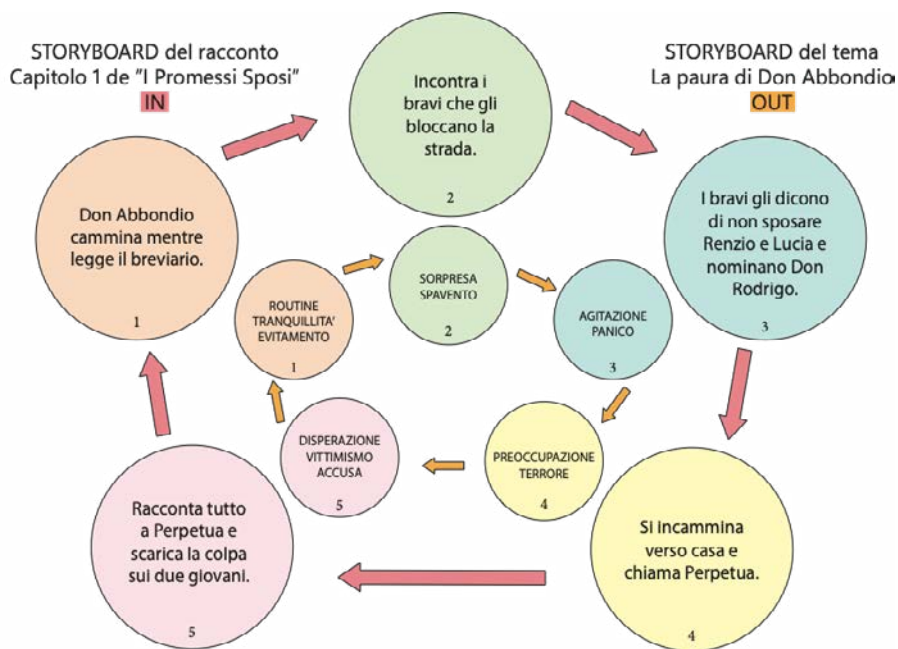 STORYBOARD del racconto
Capitolo 1 de "I Promessi Sposi"
IN
STORYBOARD del tema
La paura di Don Abbondio
OUT
Don Abbondio
cammina mentre
legge il breviario.
1
Incontra i
bravi che gli
bloccano la
strada.
2
I bravi gli dicono
di non sposare
Renzio e Lucia e
nominano Don
Rodrigo.
3
Si incammina
verso casa e
chiama Perpetua.
4
Racconta tutto
a Perpetua e
scarica la colpa
sui due giovani.
5
ROUTINE
TRANQUILLITA'
EVITAMENTO
1
SORPRESA
SPAVENTO
2
AGITAZIONE
PANICO
3
PREOCCUPAZIONE
TERRORE
4
DISPERAZIONE
VITTIMISMO
ACCUSA
5